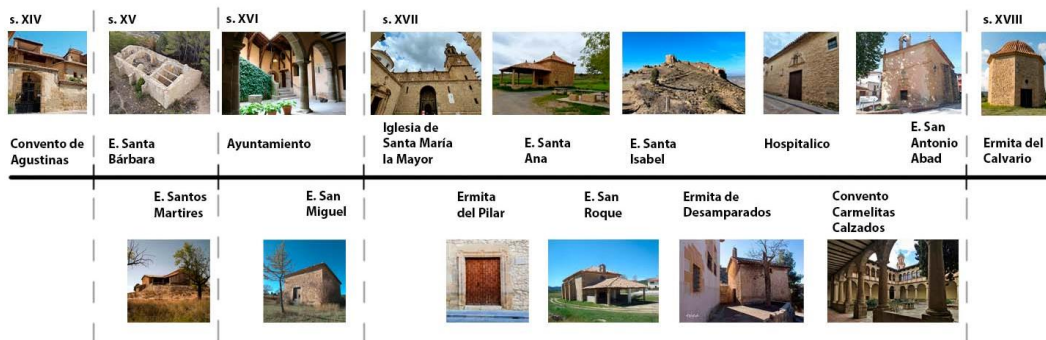 s. XIV
s. XV
s. XVI
s. XVII
s. XVIII
Convento de
Agustinas
E. Santa
Bárbara
Ayuntamiento
Iglesia de
Santa María
la Mayor
E. Santa
Ana
E. Santa
Isabel
Hospitalico
E. San
Antonio
Abad
Ermita del
Calvario
E. Santos
Martires
E. San
Miguel
Ermita
del Pilar
E. San
Roque
Ermita de
Desamparados
Convento
Carmelitas
Calzados